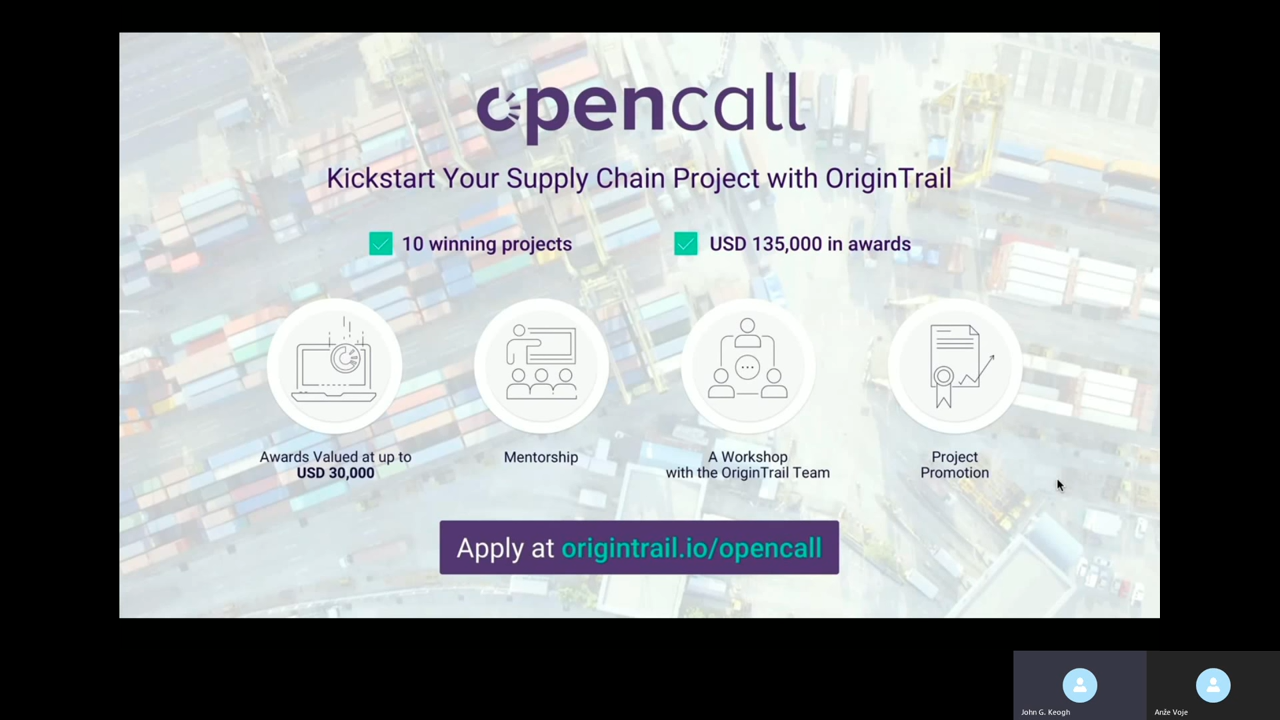 opencall
Kickstart Your Supply Chain Project with OriginTrail
10 winning projects
USD 135,000 in awards
Awards Valued at up to
USD 30,000
Mentorship
A Workshop
with the OriginTrail Team
Project
Promotion
Apply at origintrail.io/opencall
John G. Keogh
Anže Voje